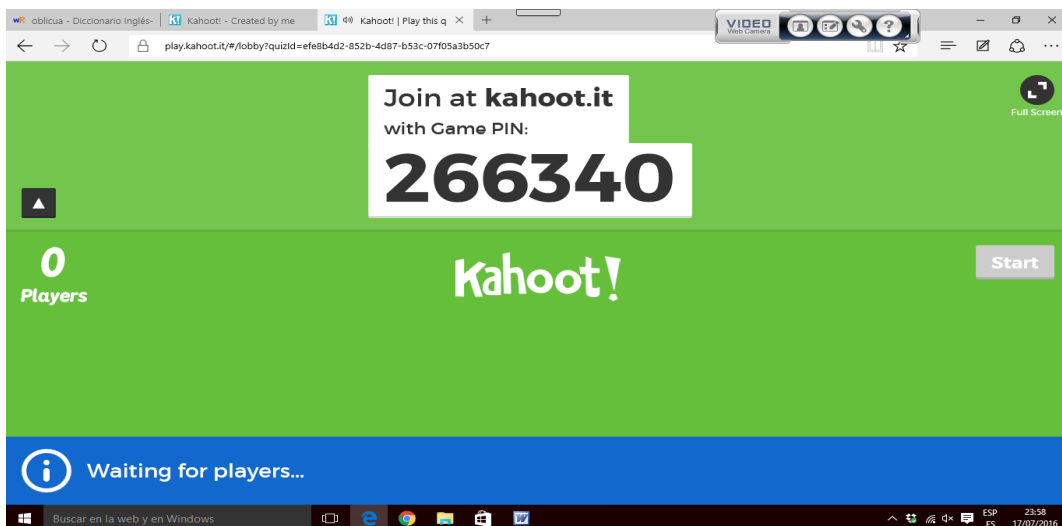 WR oblicua - Diccionario Inglés-
K! Kahoot! - Created by me
K! Kahoot! | Play this q
VIDEO
Web Camera
?
play.kahoot.it/#/lobby?quizId=efe8b4d2-852b-4d87-b53c-07f05a3b50c7
Join at kahoot.it
with Game PIN:
266340
Full Screen
0
Players
Kahoot!
Start
Waiting for players...
Buscar en la web y en Windows
ESP
ES
23:58
17/07/2016